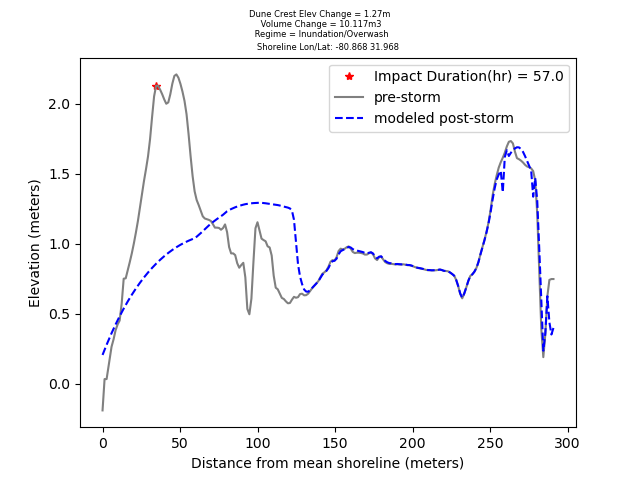 Dune Crest Elev Change = 1.27m
Volume Change = 10.117m3
Regime = Inundation/Overwash
Shoreline Lon/Lat: -80.868 31.968
Impact Duration(hr) = 57.0
pre-storm
modeled post-storm
Elevation (meters)
2.0
1.5
1.0
0.5
0.0
0 50 100 150 200 250 300
Distance from mean shoreline (meters)